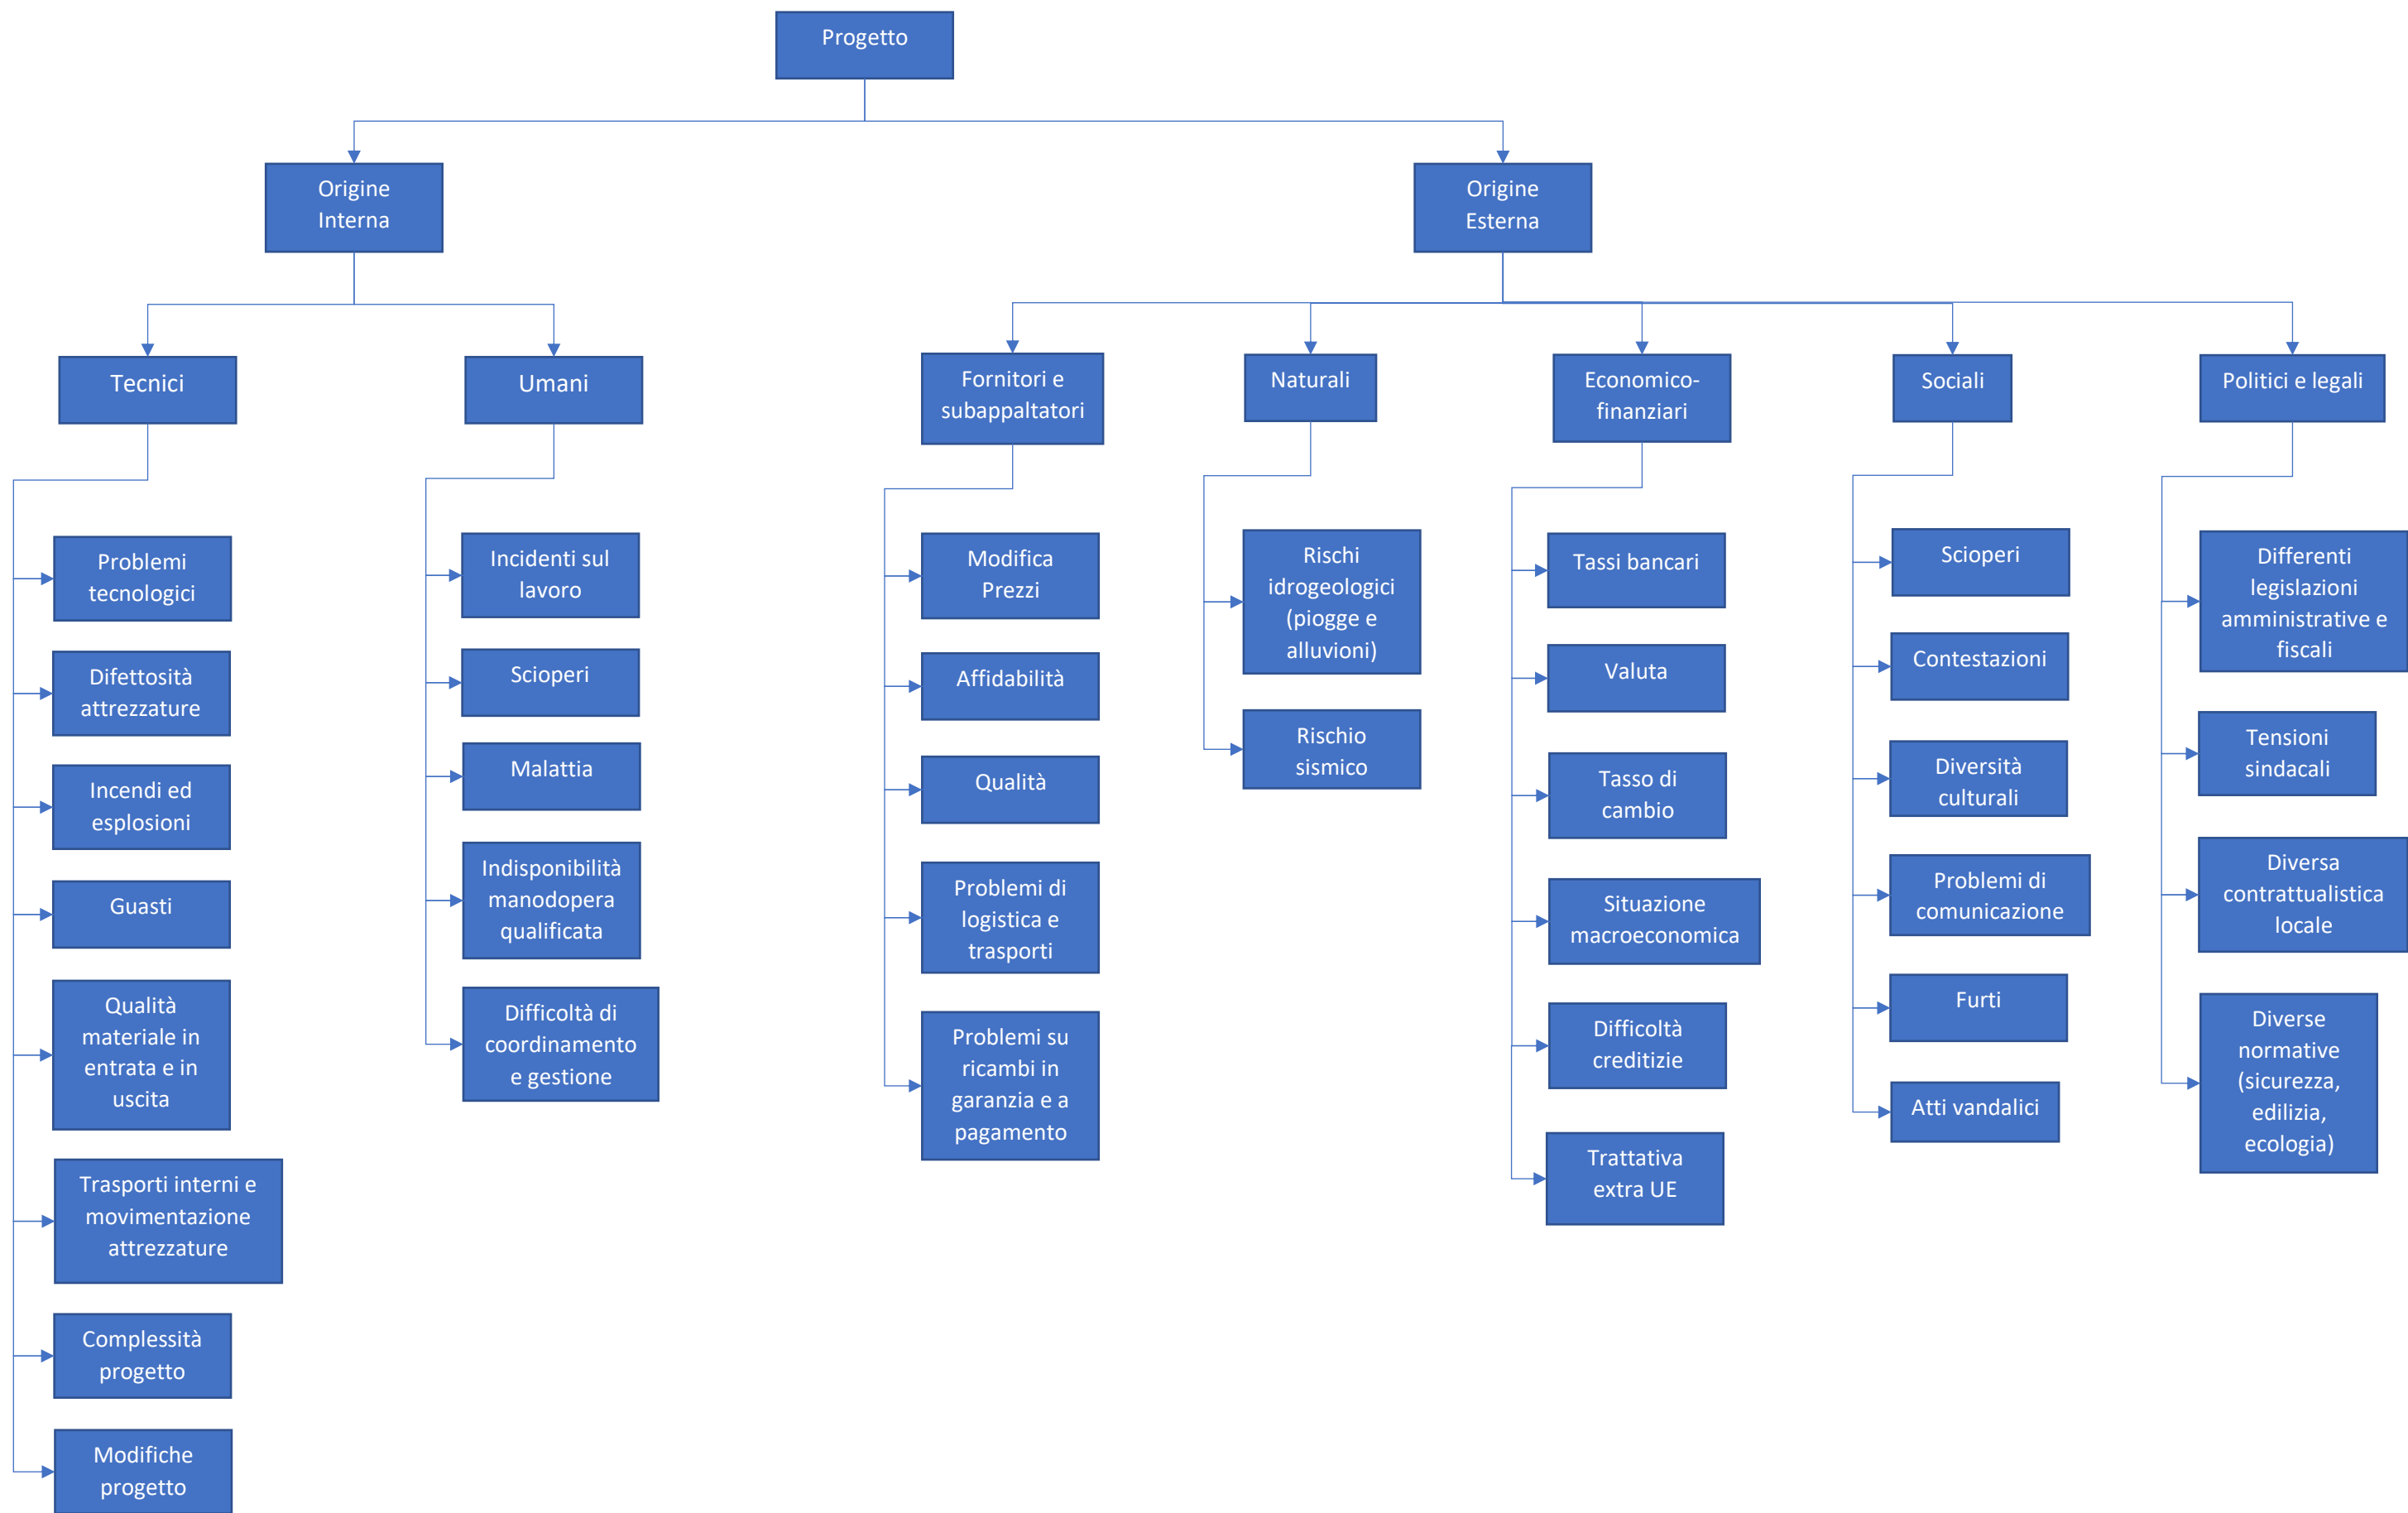 Progetto
Origine
Interna
Origine
Esterna
Tecnici
Umani
Fornitori e
subappaltatori
Naturali
Economico-
finanziari
Sociali
Politici e legali
Problemi
tecnologici
Difettosità
attrezzature
Incendi ed
esplosioni
Guasti
Qualità
materiale in
entrata e in
uscita
Trasporti interni e
movimentazione
attrezzature
Complessità
progetto
Modifiche
progetto
Incidenti sul
lavoro
Scioperi
Malattia
Indisponibilità
manodopera
qualificata
Difficoltà di
coordinamento
e gestione
Modifica
Prezzi
Affidabilità
Qualità
Problemi di
logistica e
trasporti
Problemi su
ricambi in
garanzia e a
pagamento
Rischi
idrogeologici
(piogge e
alluvioni)
Rischio
sismico
Tassi bancari
Valuta
Tasso di
cambio
Situazione
macroeconomica
Difficoltà
creditizie
Trattativa
extra UE
Scioperi
Contestazioni
Diversità
culturali
Problemi di
comunicazione
Furti
Atti vandalici
Differenti
legislazioni
amministrative e
fiscali
Tensioni
sindacali
Diversa
contrattualistica
locale
Diverse
normative
(sicurezza,
edilizia,
ecologia)